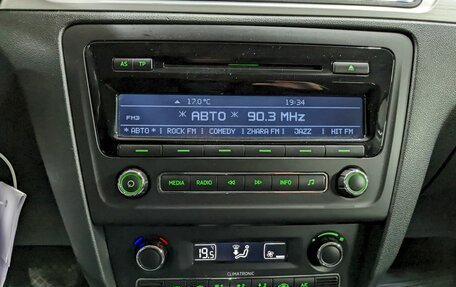 AS TP
17.0°C 19:34
FM3 * АВТО * 90.3 MHz
* АВТО * ROCK FM COMEDY ZHARA FM JAZZ HIT FM
MEDIA RADIO INFO
19.5
CLIMATRONIC